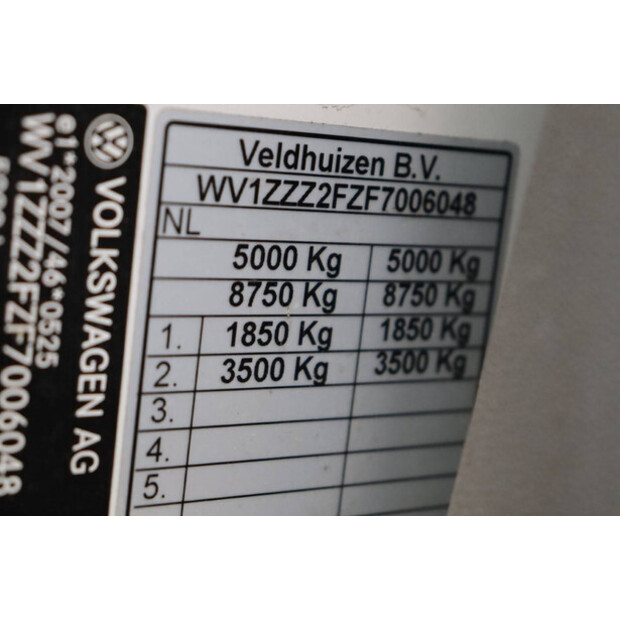 Veldhuizen B.V.
WV1ZZZ2FZF7006048
NL
5000 Kg 5000 Kg
8750 Kg 8750 Kg
1. 1850 Kg 1850 Kg
2. 3500 Kg 3500 Kg
3.
4.
5.
VOLKSWAGEN AG
e1*2007/46*0525
WV1ZZZ2FZF7006048